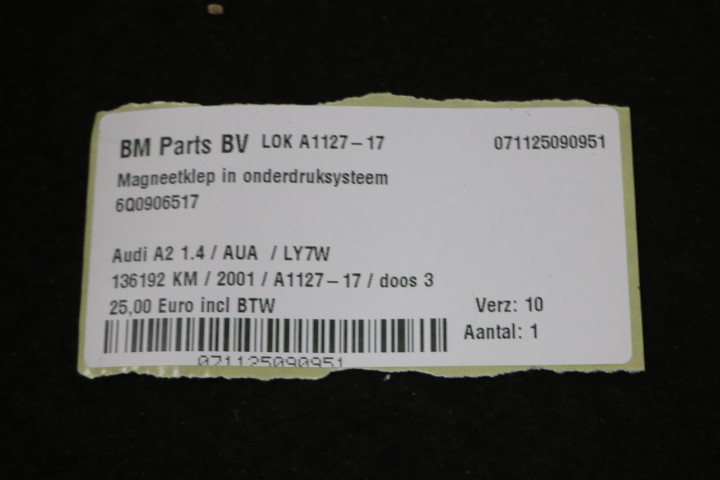 BM Parts BV LOK A1127-17 071125090951
Magneetklep in onderdruksysteem
6Q0906517
Audi A2 1.4 / AUA / LY7W
136192 KM / 2001 / A1127-17 / doos 3
25,00 Euro incl BTW Verz: 10
Aantal: 1
071125090951